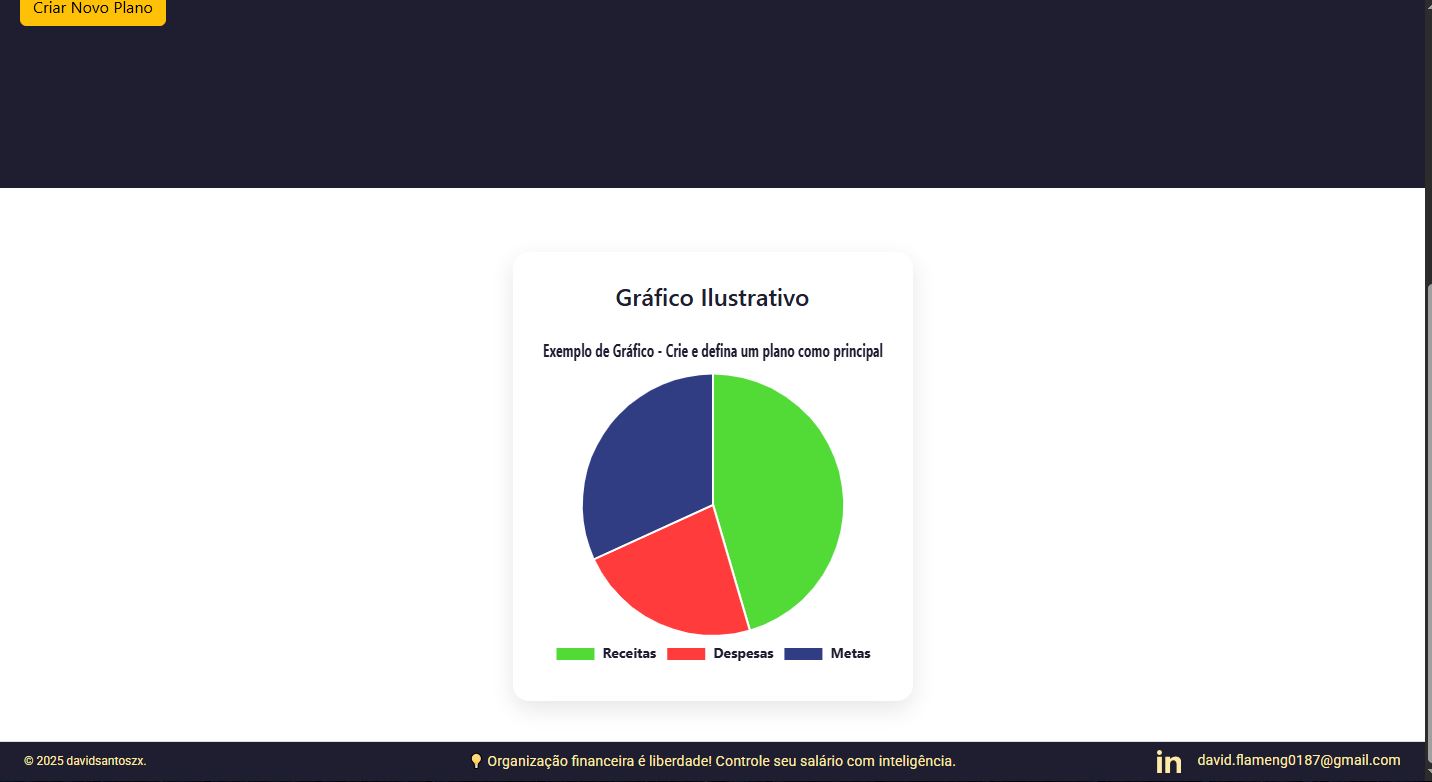 Criar Novo Plano
Gráfico Ilustrativo
Exemplo de Gráfico - Crie e defina um plano como principal
Receitas Despesas Metas
© 2025 davidsantoszx.
💡 Organização financeira é liberdade! Controle seu salário com inteligência.
in david.flameng0187@gmail.com